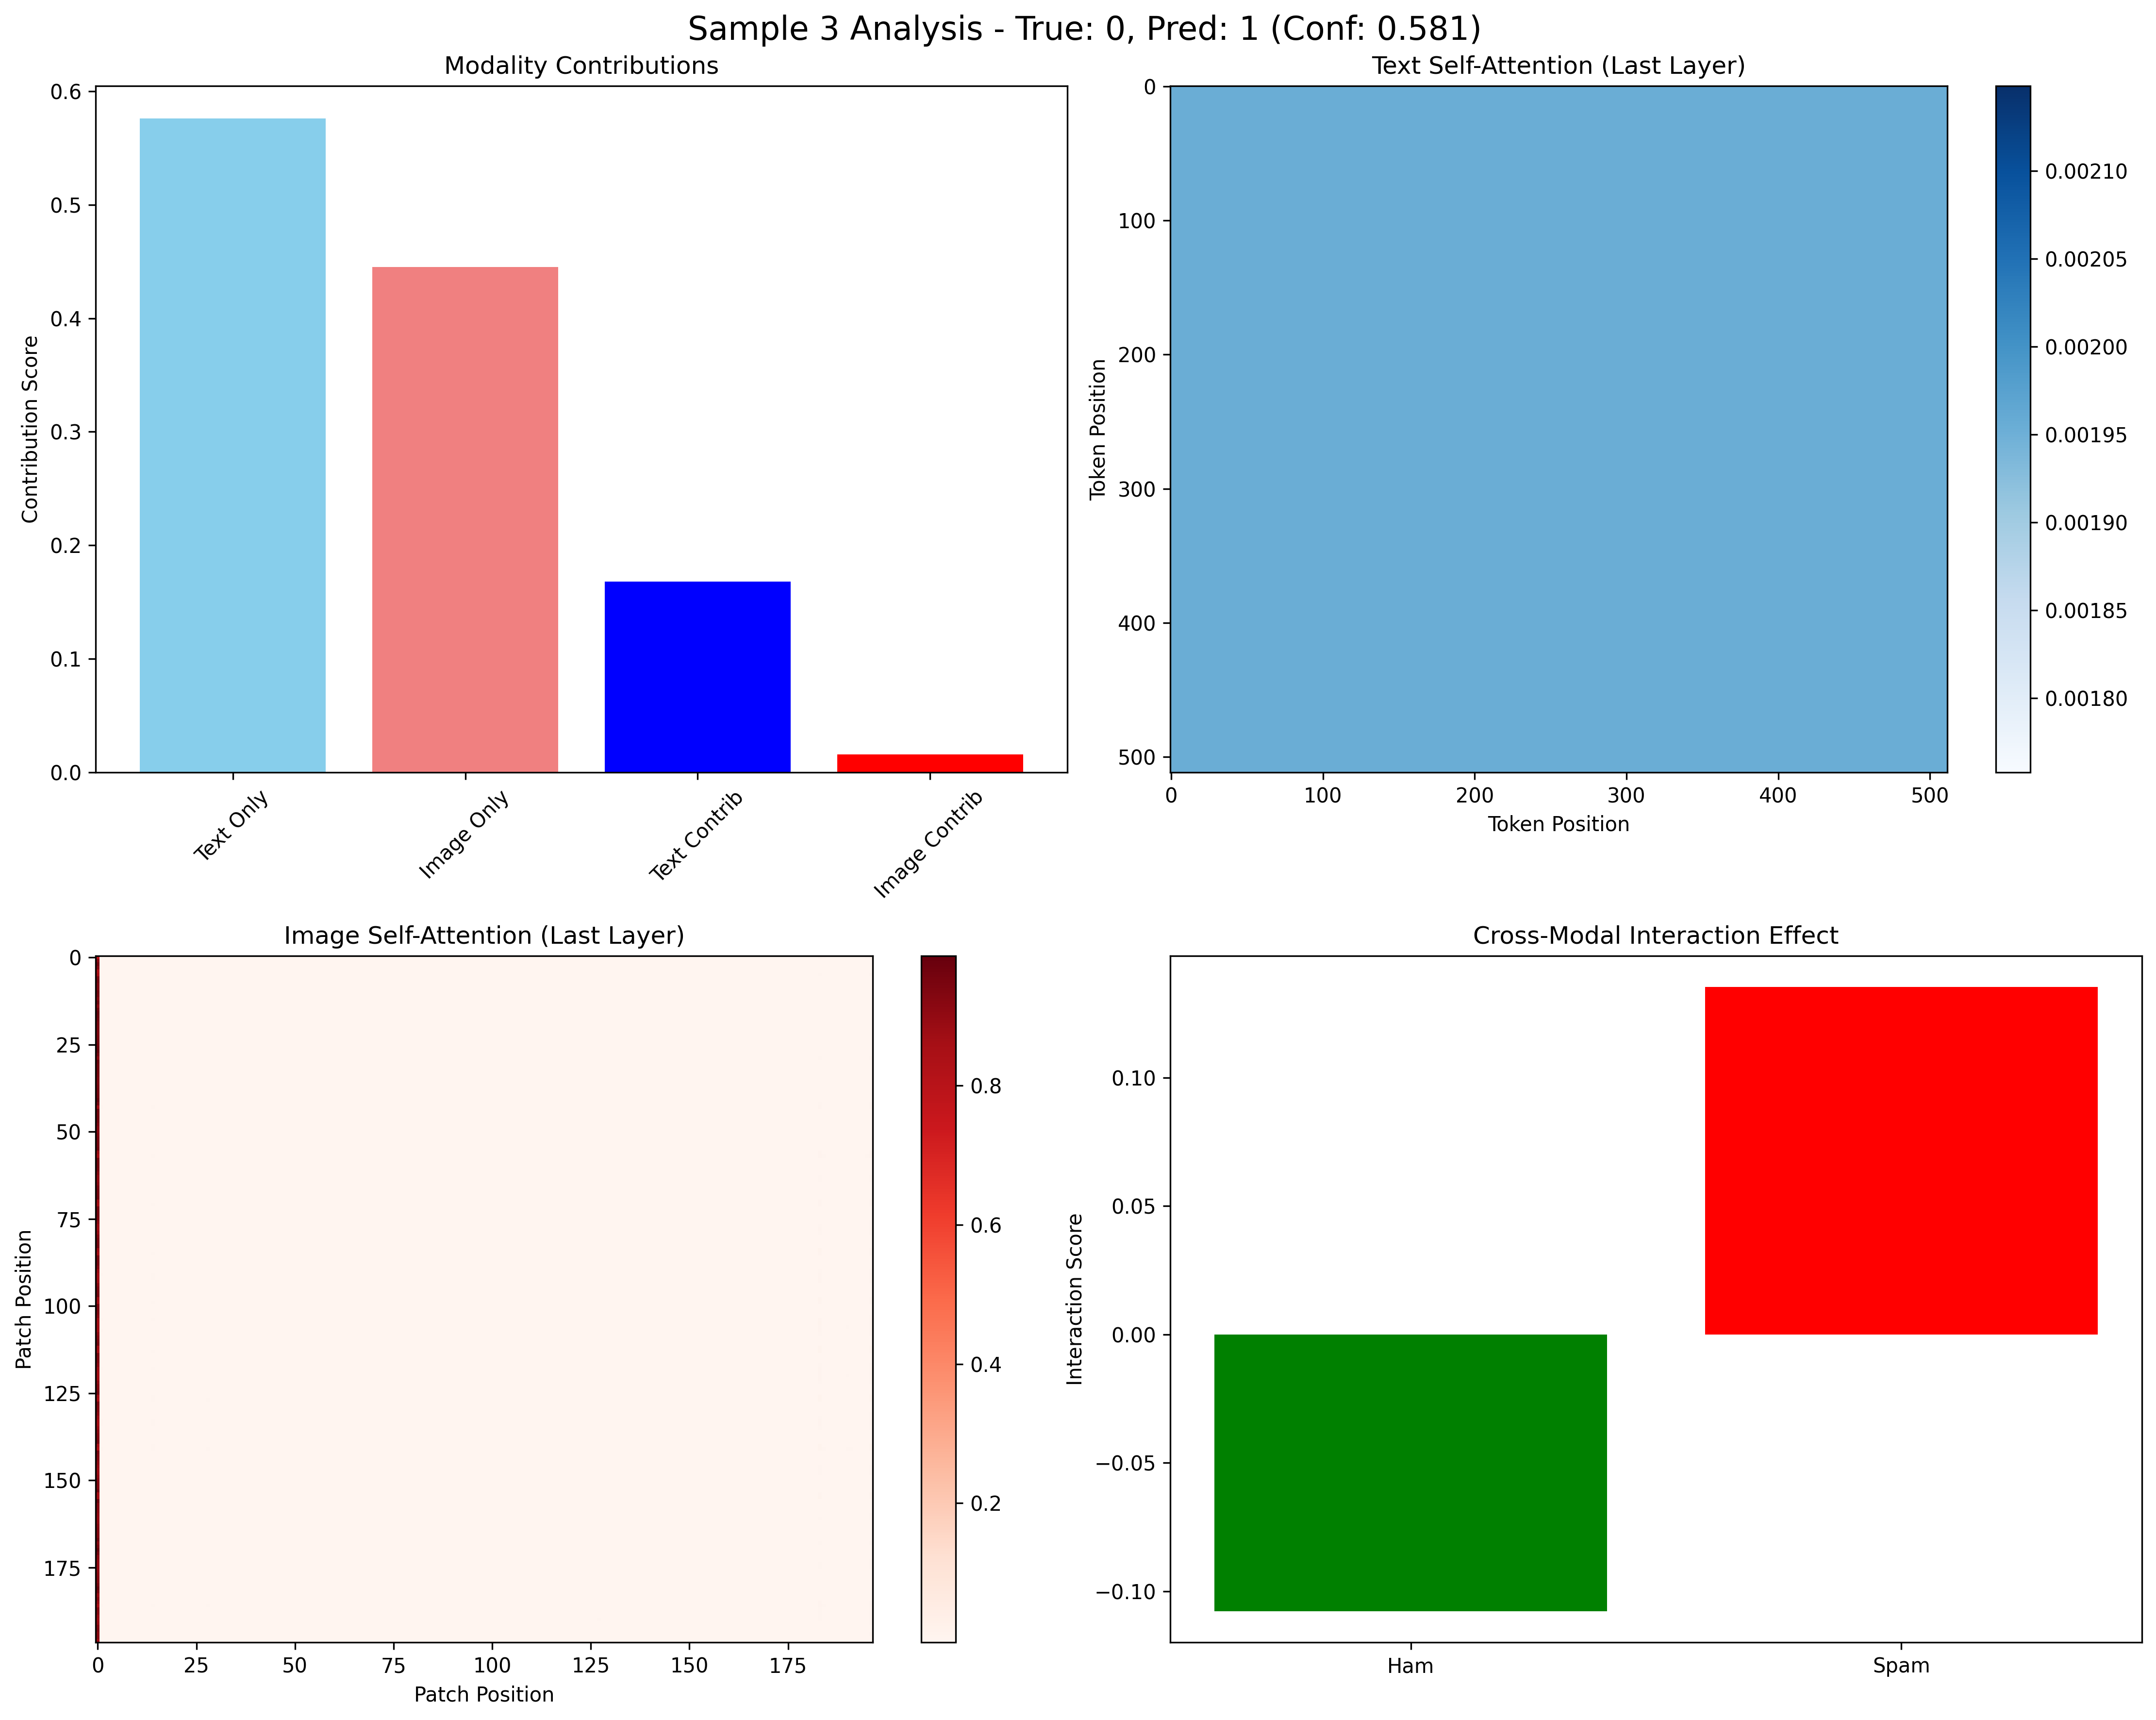 Sample 3 Analysis - True: 0, Pred: 1 (Conf: 0.581)
Modality Contributions
Contribution Score
0.6
0.5
0.4
0.3
0.2
0.1
0.0
Text Only
Image Only
Text Contrib
Image Contrib
Text Self-Attention (Last Layer)
Token Position
0
100
200
300
400
500
0 100 200 300 400 500
Token Position
0.00210
0.00205
0.00200
0.00195
0.00190
0.00185
0.00180
Image Self-Attention (Last Layer)
Patch Position
0
25
50
75
100
125
150
175
0 25 50 75 100 125 150 175
Patch Position
0.8
0.6
0.4
0.2
Cross-Modal Interaction Effect
Interaction Score
0.10
0.05
0.00
−0.05
−0.10
Ham Spam